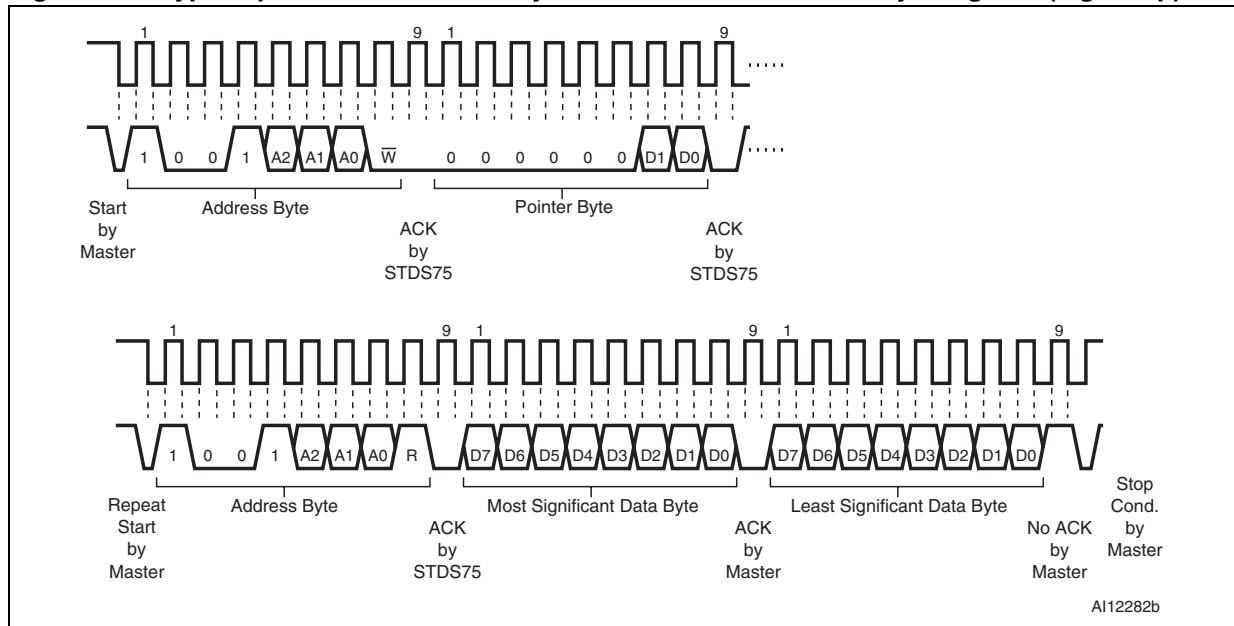 1 9 1 9
1 0 0 1 A2 A1 A0 W 0 0 0 0 0 0 D1 D0
Address Byte Pointer Byte
Start
by
Master
ACK
by
STDS75
ACK
by
STDS75
1 9 1 9 1 9
1 0 0 1 A2 A1 A0 R D7 D6 D5 D4 D3 D2 D1 D0 D7 D6 D5 D4 D3 D2 D1 D0
Address Byte Most Significant Data Byte Least Significant Data Byte
Repeat
Start
by
Master
ACK
by
STDS75
ACK
by
Master
No ACK
by
Master
Stop
Cond.
by
Master
AI12282b